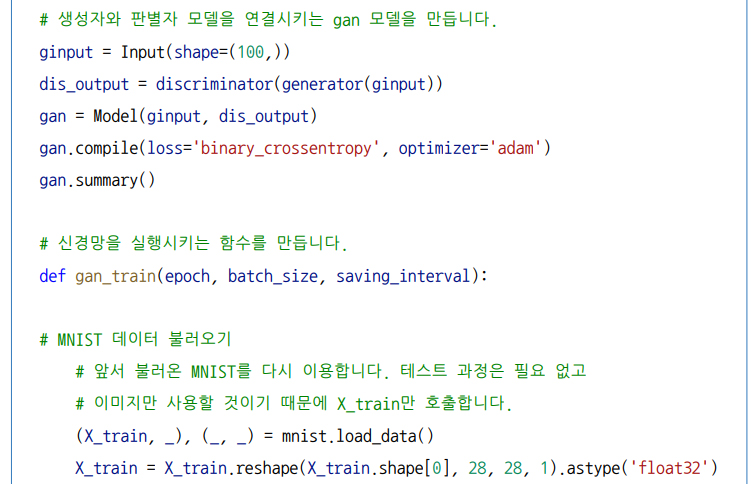 # 생성자와 판별자 모델을 연결시키는 gan 모델을 만듭니다.
ginput = Input(shape=(100,))
dis_output = discriminator(generator(ginput))
gan = Model(ginput, dis_output)
gan.compile(loss='binary_crossentropy', optimizer='adam')
gan.summary()
# 신경망을 실행시키는 함수를 만듭니다.
def gan_train(epoch, batch_size, saving_interval):
# MNIST 데이터 불러오기
# 앞서 불러온 MNIST를 다시 이용합니다. 테스트 과정은 필요 없고
# 이미지만 사용할 것이기 때문에 X_train만 호출합니다.
(X_train, _), (_, _) = mnist.load_data()
X_train = X_train.reshape(X_train.shape[0], 28, 28, 1).astype('float32')